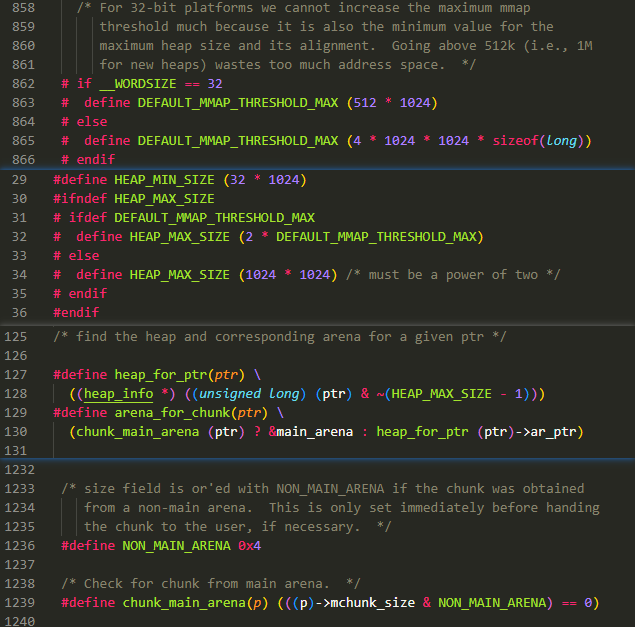 858 /* For 32-bit platforms we cannot increase the maximum mmap
859 threshold much because it is also the minimum value for the
860 maximum heap size and its alignment.  Going above 512k (i.e., 1M
861 for new heaps) wastes too much address space.  */
862 # if __WORDSIZE == 32
863 #  define DEFAULT_MMAP_THRESHOLD_MAX (512 * 1024)
864 # else
865 #  define DEFAULT_MMAP_THRESHOLD_MAX (4 * 1024 * 1024 * sizeof(long))
866 # endif
29 #define HEAP_MIN_SIZE (32 * 1024)
30 #ifndef HEAP_MAX_SIZE
31 # ifdef DEFAULT_MMAP_THRESHOLD_MAX
32 #  define HEAP_MAX_SIZE (2 * DEFAULT_MMAP_THRESHOLD_MAX)
33 # else
34 #  define HEAP_MAX_SIZE (1024 * 1024) /* must be a power of two */
35 # endif
36 #endif
125 /* find the heap and corresponding arena for a given ptr */
126
127 #define heap_for_ptr(ptr) \
128 ((heap_info *) ((unsigned long) (ptr) & ~(HEAP_MAX_SIZE - 1)))
129 #define arena_for_chunk(ptr) \
130 (chunk_main_arena (ptr) ? &main_arena : heap_for_ptr (ptr)->ar_ptr)
131
1232
1233 /* size field is or'ed with NON_MAIN_ARENA if the chunk was obtained
1234 from a non-main arena.  This is only set immediately before handing
1235 the chunk to the user, if necessary.  */
1236 #define NON_MAIN_ARENA 0x4
1237
1238 /* Check for chunk from main arena.  */
1239 #define chunk_main_arena(p) (((p)->mchunk_size & NON_MAIN_ARENA) == 0)
1240